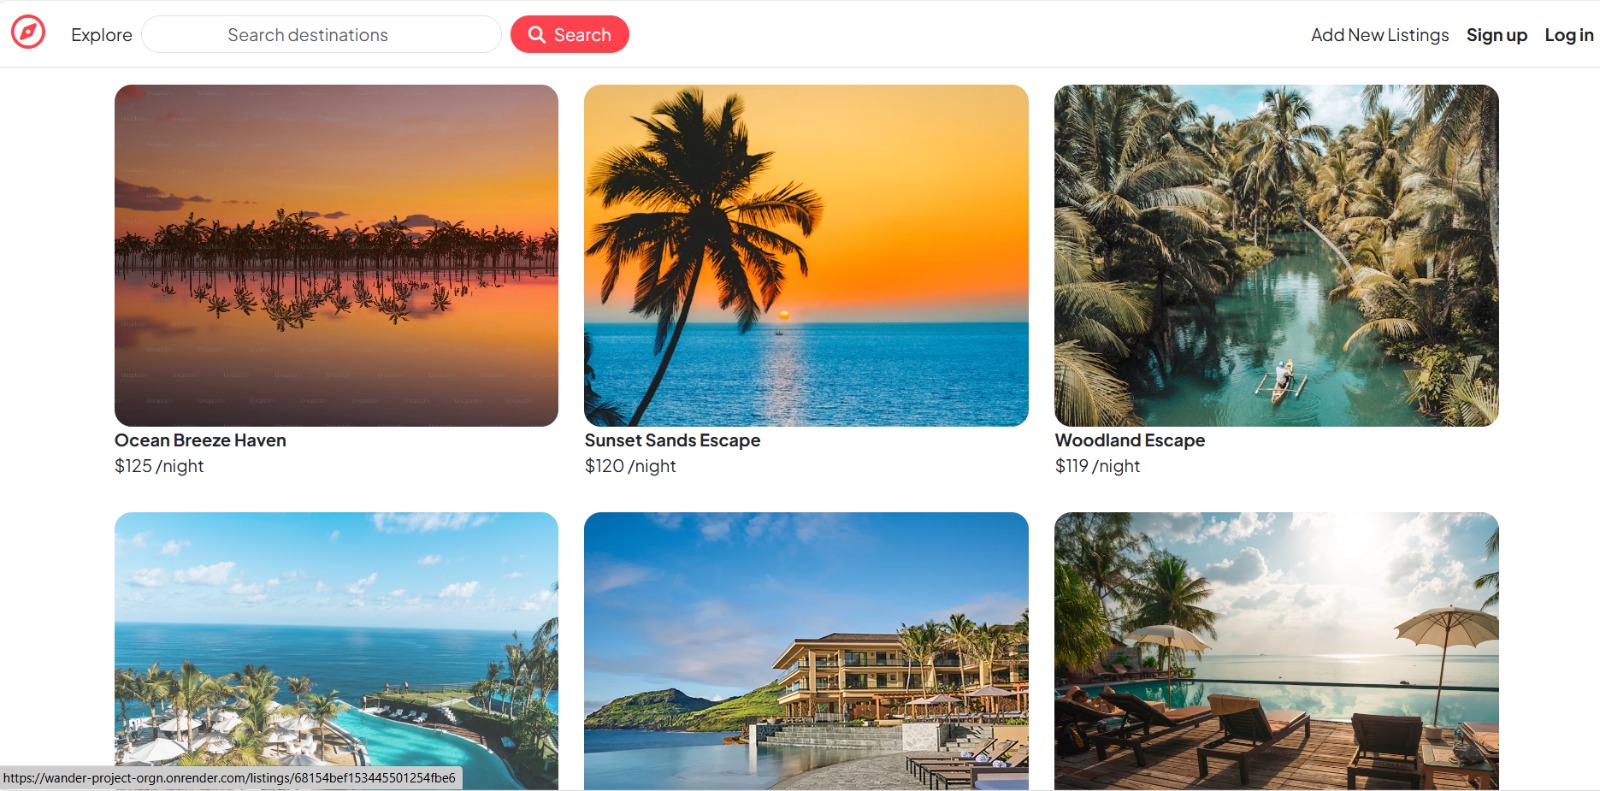 Explore
Search destinations
Search
Add New Listings
Sign up
Log in
Ocean Breeze Haven
$125 /night
Sunset Sands Escape
$120 /night
Woodland Escape
$119 /night
https://wander-project-orgn.onrender.com/listings/68154bef153445501254fbe6